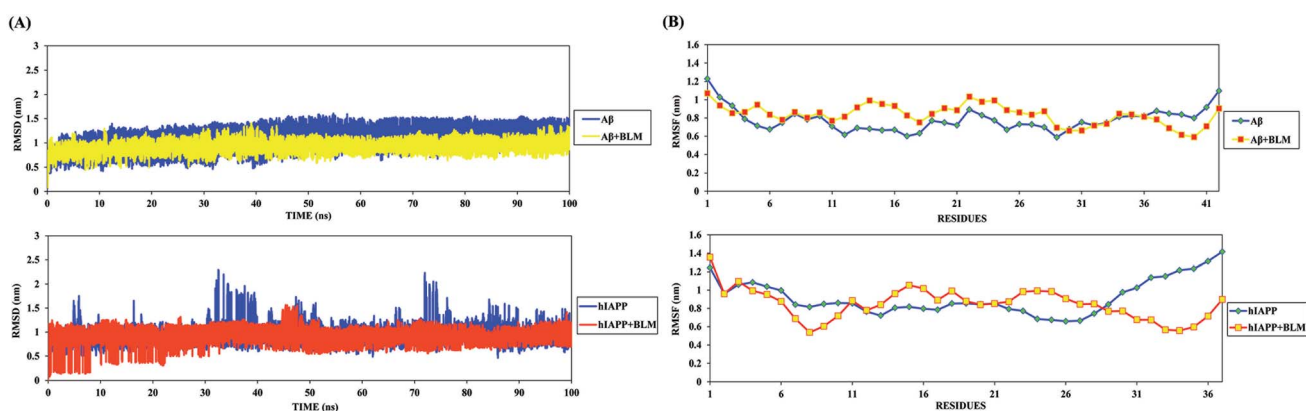 (A)
RMSD (nm)
3
2.5
2
1.5
1
0.5
0
0 10 20 30 40 50 60 70 80 90 100
TIME (ns)
Aβ
Aβ+BLM
RMSD (nm)
3
2.5
2
1.5
1
0.5
0
0 10 20 30 40 50 60 70 80 90 100
TIME (ns)
hIAPP
hIAPP+BLM
(B)
RMSF (nm)
1.6
1.4
1.2
1
0.8
0.6
0.4
0.2
0
1 6 11 16 21 26 31 36 41
RESIDUES
Aβ
Aβ+BLM
RMSF (nm)
1.6
1.4
1.2
1
0.8
0.6
0.4
0.2
0
1 6 11 16 21 26 31 36
RESIDUES
hIAPP
hIAPP+BLM